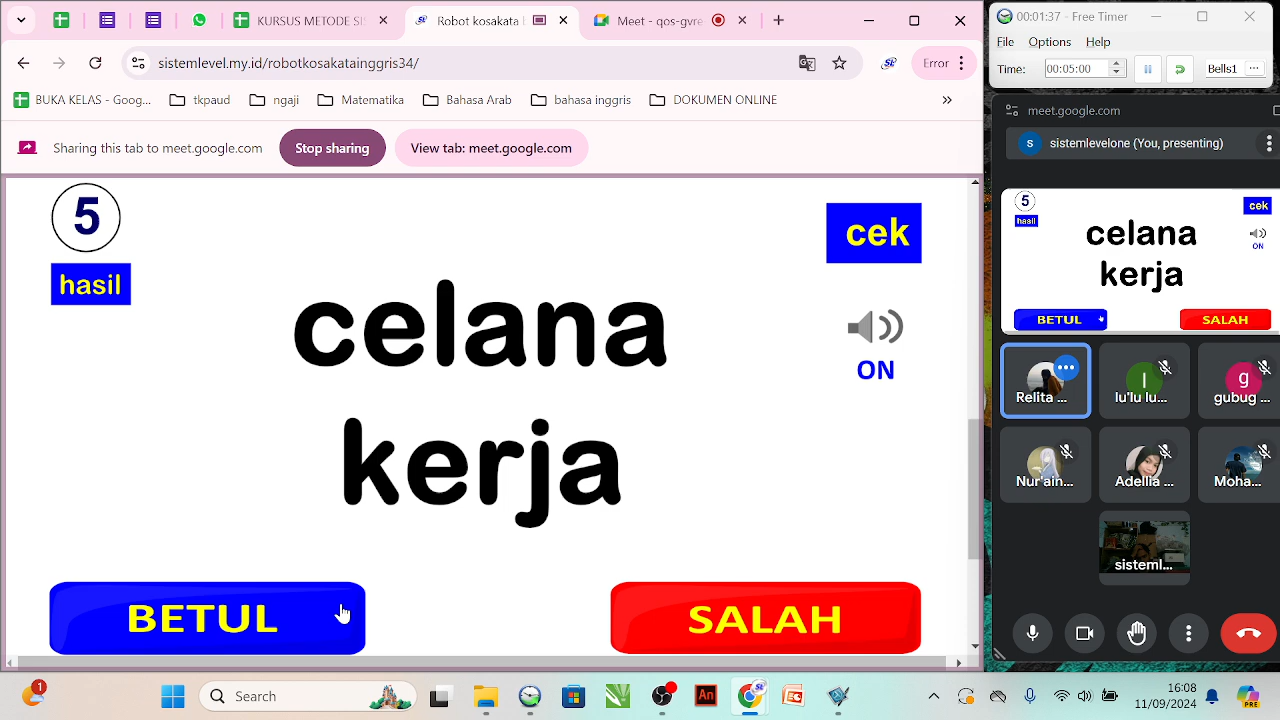 KURSUS METODE SI
Robot kosakata I
Meet - qos-gvre
sistemlevel.my.id/robotkosakatainggris34/
Error
BUKA KELAS - Goog...
tkpaud
bahasa inggris
DOKUMEN ONLINE
Sharing this tab to meet.google.com
Stop sharing
View tab: meet.google.com
5
hasil
celana
kerja
cek
ON
BETUL
SALAH
00:01:37 - Free Timer
File
Options
Help
Time:
00:05:00
Bells1
...
meet.google.com
s
sistemlevelone (You, presenting)
5
hasil
celana
kerja
cek
ON
BETUL
SALAH
Relita ...
l
lu'lu lu...
g
gubug ...
Nur ain...
Adellia ...
Moha...
sisteml...
1
Search
An
16:08
11/09/2024
PRE